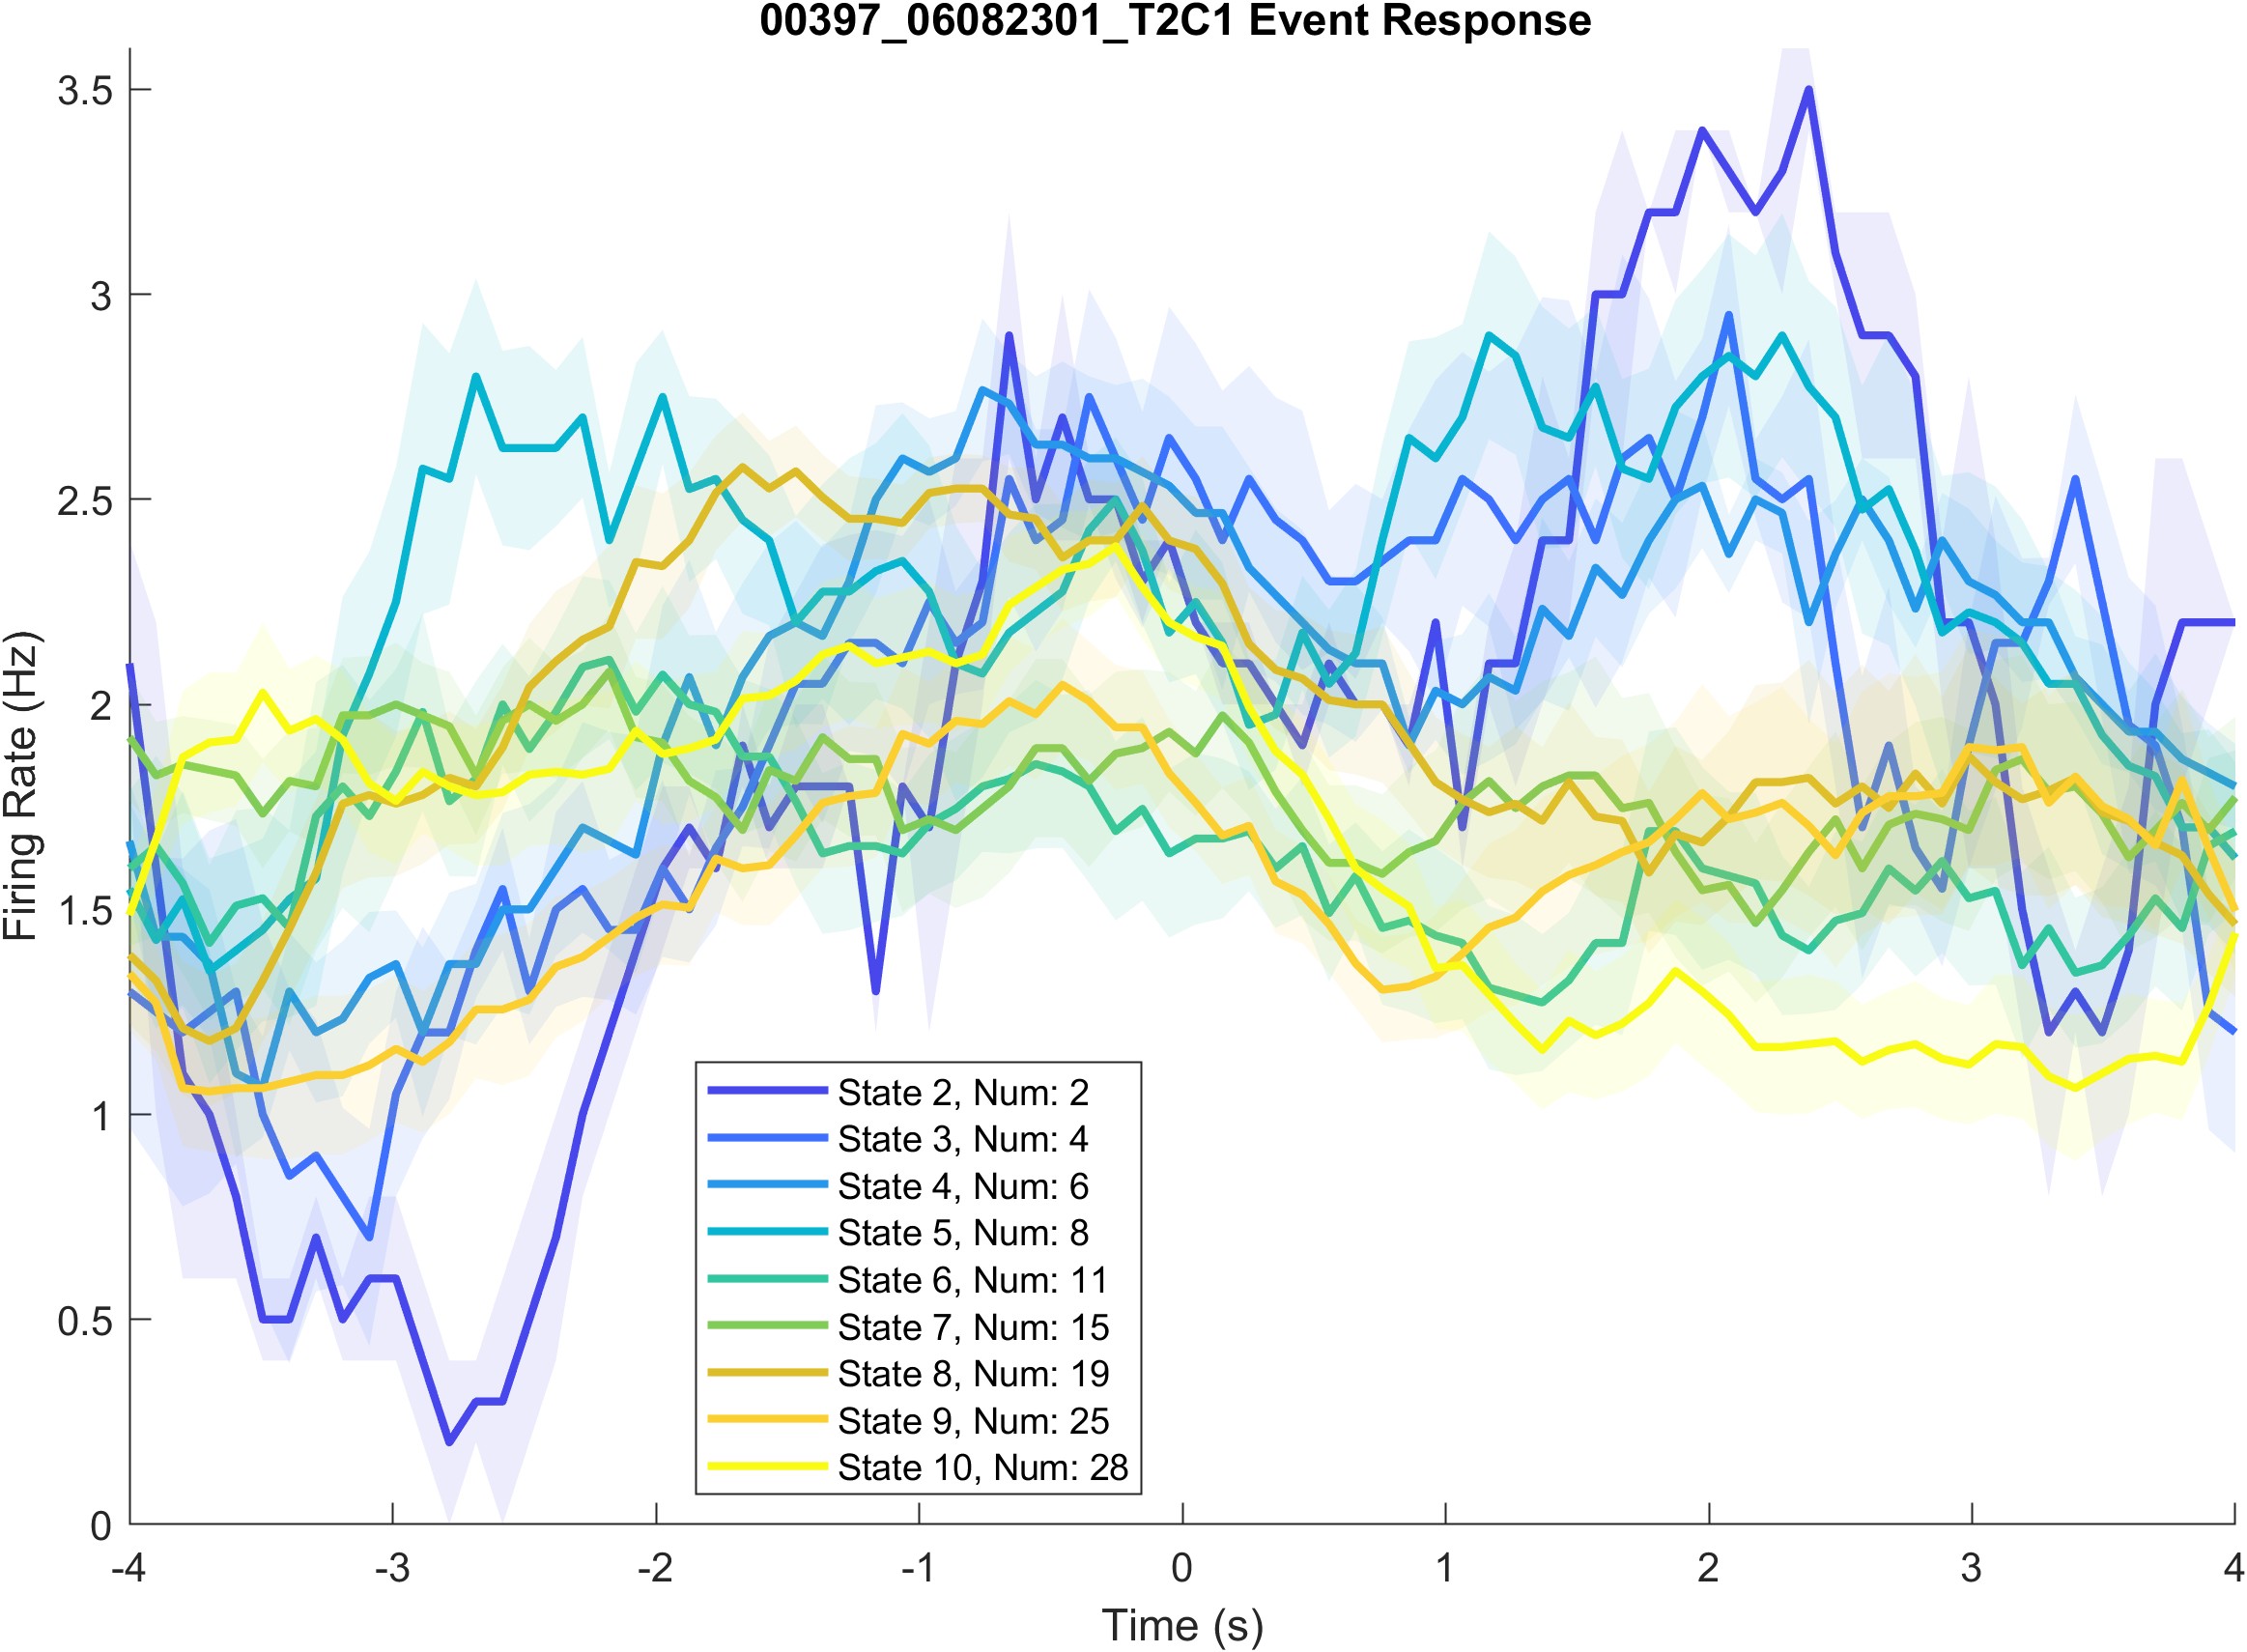 00397_06082301_T2C1 Event Response
Firing Rate (Hz)
3.5
3
2.5
2
1.5
1
0.5
0
State 2, Num: 2
State 3, Num: 4
State 4, Num: 6
State 5, Num: 8
State 6, Num: 11
State 7, Num: 15
State 8, Num: 19
State 9, Num: 25
State 10, Num: 28
-4 -3 -2 -1 0 1 2 3 4
Time (s)